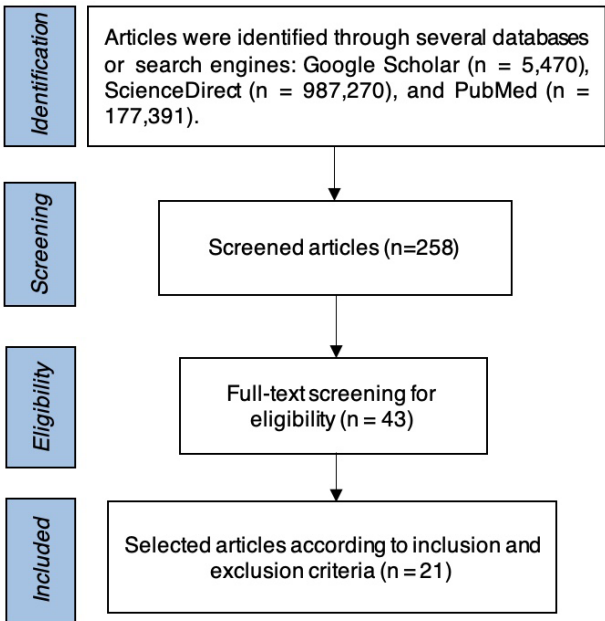 Identification
Articles were identified through several databases
or search engines: Google Scholar (n = 5,470),
ScienceDirect (n = 987,270), and PubMed (n =
177,391).
Screening
Screened articles (n=258)
Eligibility
Full-text screening for
eligibility (n = 43)
Included
Selected articles according to inclusion and
exclusion criteria (n = 21)